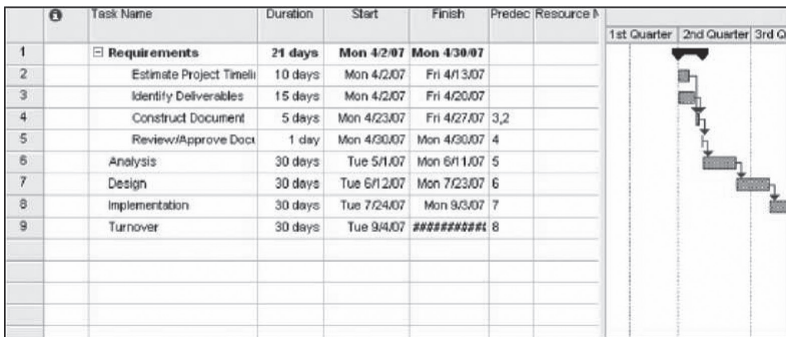 Task Name Duration Start Finish Predec Resource N
1st Quarter 2nd Quarter 3rd Q
1 Requirements 21 days Mon 4/2/07 Mon 4/30/07
2 Estimate Project Timeli 10 days Mon 4/2/07 Fri 4/13/07
3 Identify Deliverables 15 days Mon 4/2/07 Fri 4/20/07
4 Construct Document 5 days Mon 4/23/07 Fri 4/27/07 3,2
5 Review/Approve Docu 1 day Mon 4/30/07 Mon 4/30/07 4
6 Analysis 30 days Tue 5/1/07 Mon 6/11/07 5
7 Design 30 days Tue 6/12/07 Mon 7/23/07 6
8 Implementation 30 days Tue 7/24/07 Mon 9/3/07 7
9 Turnover 30 days Tue 9/4/07 ########### 8